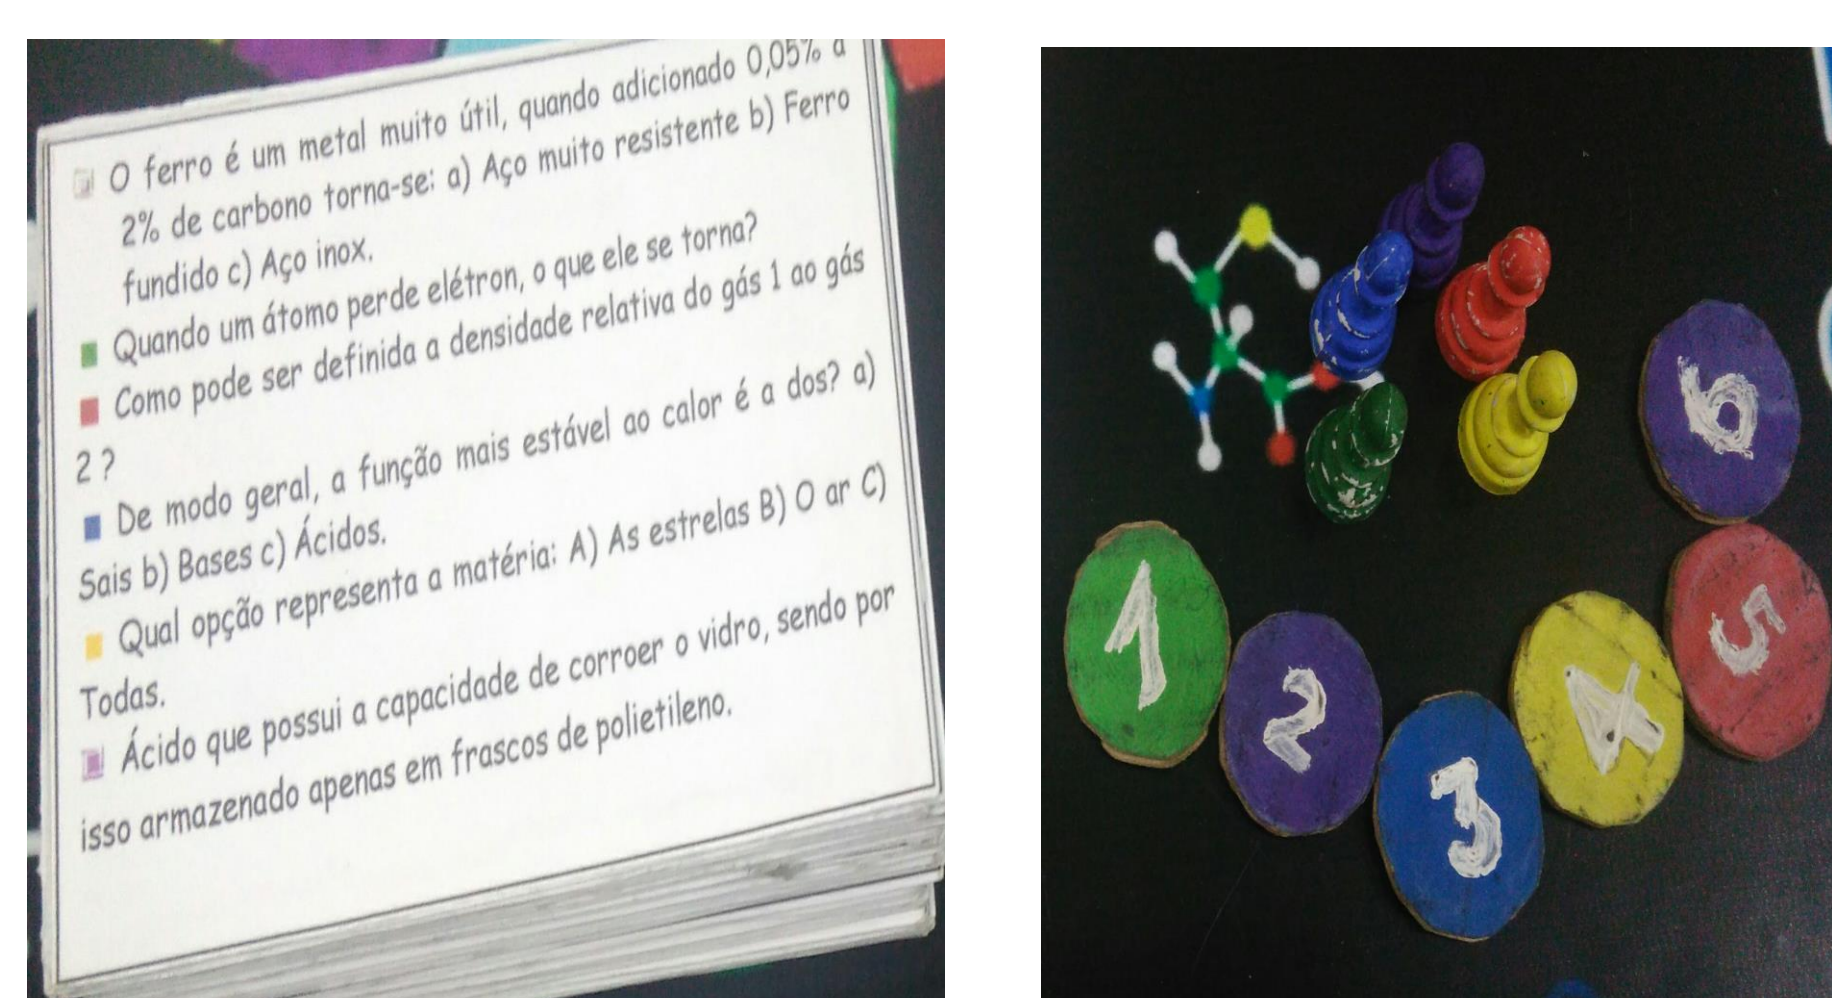 O ferro é um metal muito útil, quando adicionado 0,05% a
2% de carbono torna-se: a) Aço muito resistente b) Ferro
fundido c) Aço inox.
Quando um átomo perde elétron, o que ele se torna?
Como pode ser definida a densidade relativa do gás 1 ao gás
2 ?
De modo geral, a função mais estável ao calor é a dos? a)
Sais b) Bases c) Ácidos.
Qual opção representa a matéria: A) As estrelas B) O ar C)
Todas.
Ácido que possui a capacidade de corroer o vidro, sendo por
isso armazenado apenas em frascos de polietileno.
1
2
3
4
5
6